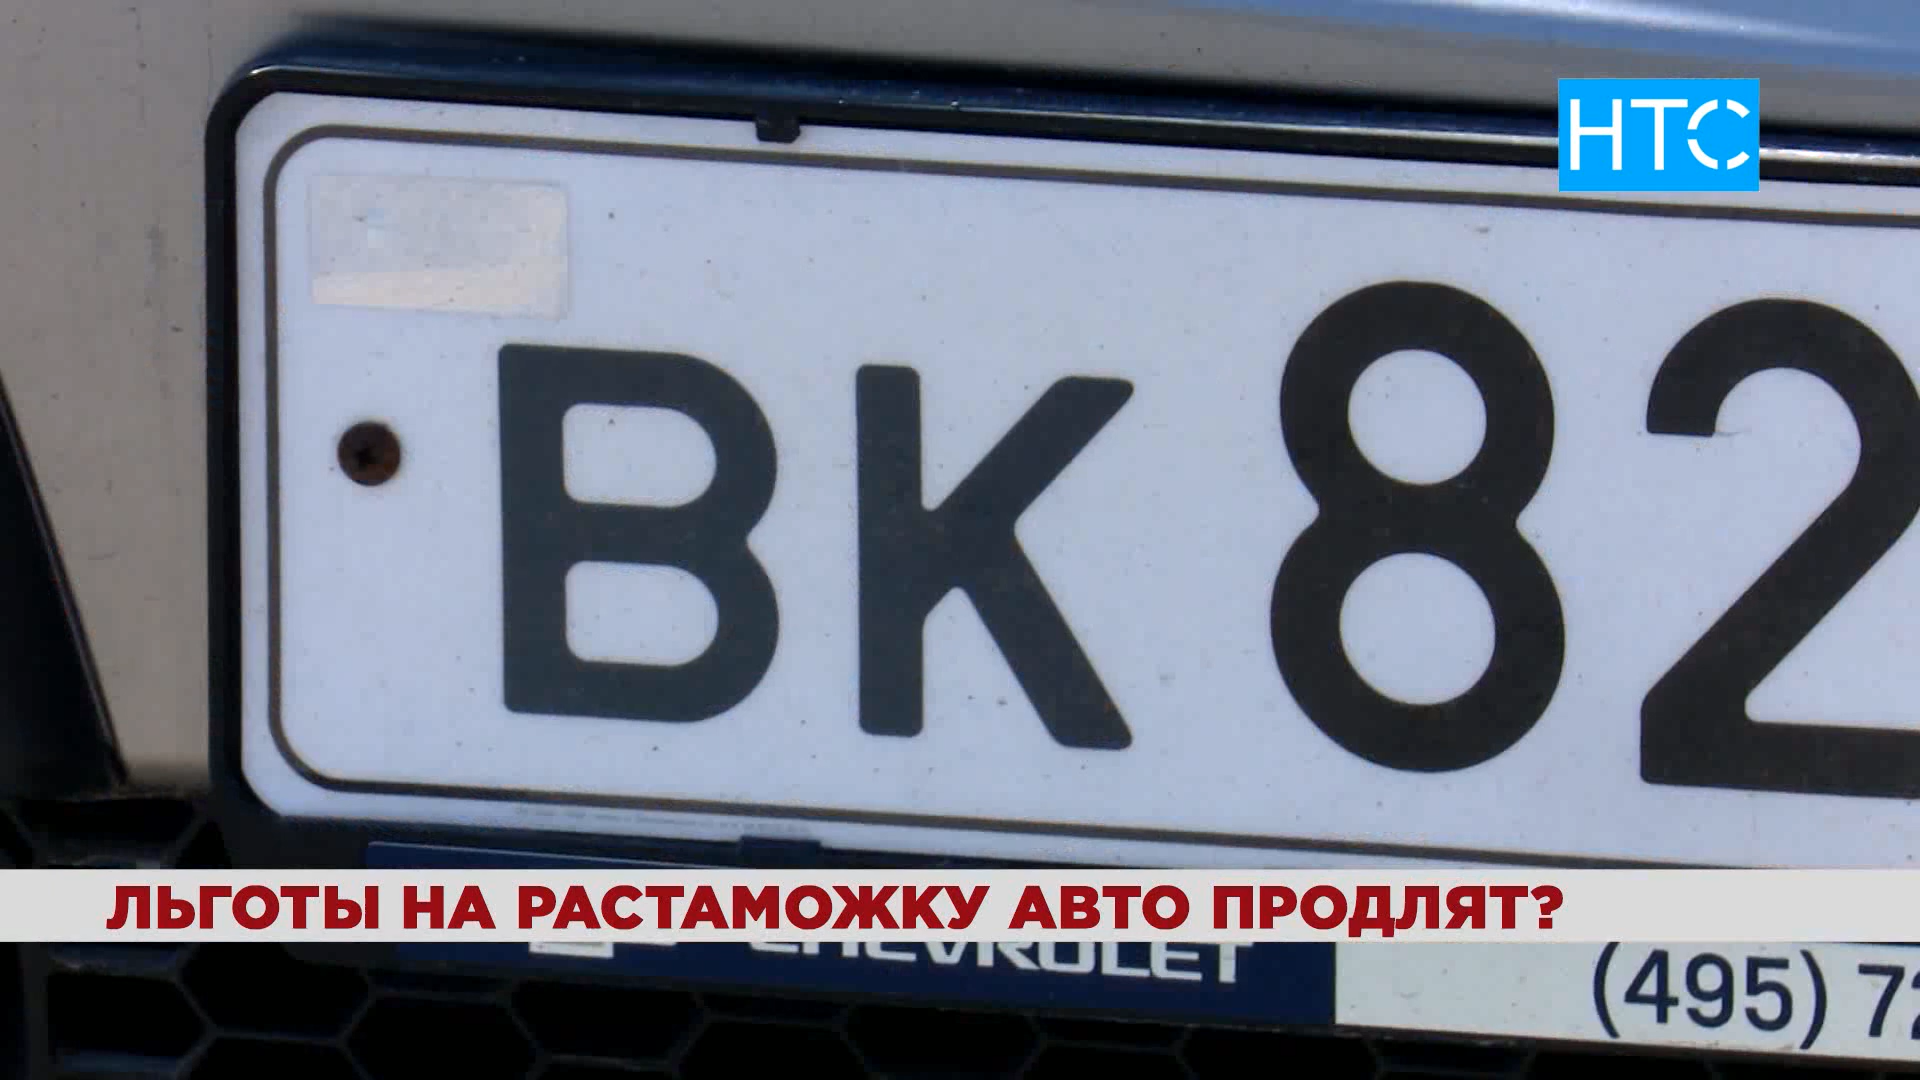 НТС
ВК 82
ЛЬГОТЫ НА РАСТАМОЖКУ АВТО ПРОДЛЯТ?
CHEVROLET
(495) 72